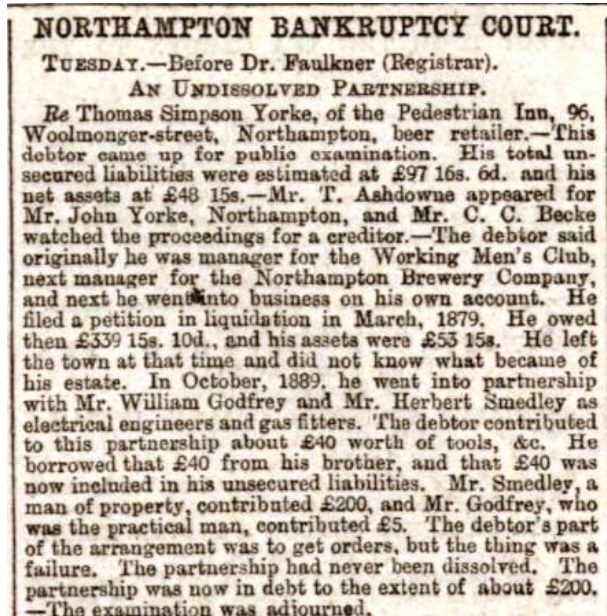 NORTHAMPTON BANKRUPTCY COURT.
TUESDAY.—Before Dr. Faulkner (Registrar).
AN UNDISSOLVED PARTNERSHIP.
Re Thomas Simpson Yorke, of the Pedestrian Inn, 96,
Woolmonger-street, Northampton, beer retailer.—This
debtor came up for public examination. His total un-
secured liabilities were estimated at £97 16s. 6d. and his
net assets at £48 15s.—Mr. T. Ashdowne appeared for
Mr. John Yorke, Northampton, and Mr. C. C. Becke
watched the proceedings for a creditor.—The debtor said
originally he was manager for the Working Men's Club,
next manager for the Northampton Brewery Company,
and next he went into business on his own account. He
filed a petition in liquidation in March, 1879. He owed
then £339 15s. 10d., and his assets were £53 15s. He left
the town at that time and did not know what became of
his estate. In October, 1889, he went into partnership
with Mr. William Godfrey and Mr. Herbert Smedley as
electrical engineers and gas fitters. The debtor contributed
to this partnership about £40 worth of tools, &c. He
borrowed that £40 from his brother, and that £40 was
now included in his unsecured liabilities. Mr. Smedley, a
man of property, contributed £200, and Mr. Godfrey, who
was the practical man, contributed £5. The debtor's part
of the arrangement was to get orders, but the thing was a
failure. The partnership had never been dissolved. The
partnership was now in debt to the extent of about £200.
—The examination was adjourned.